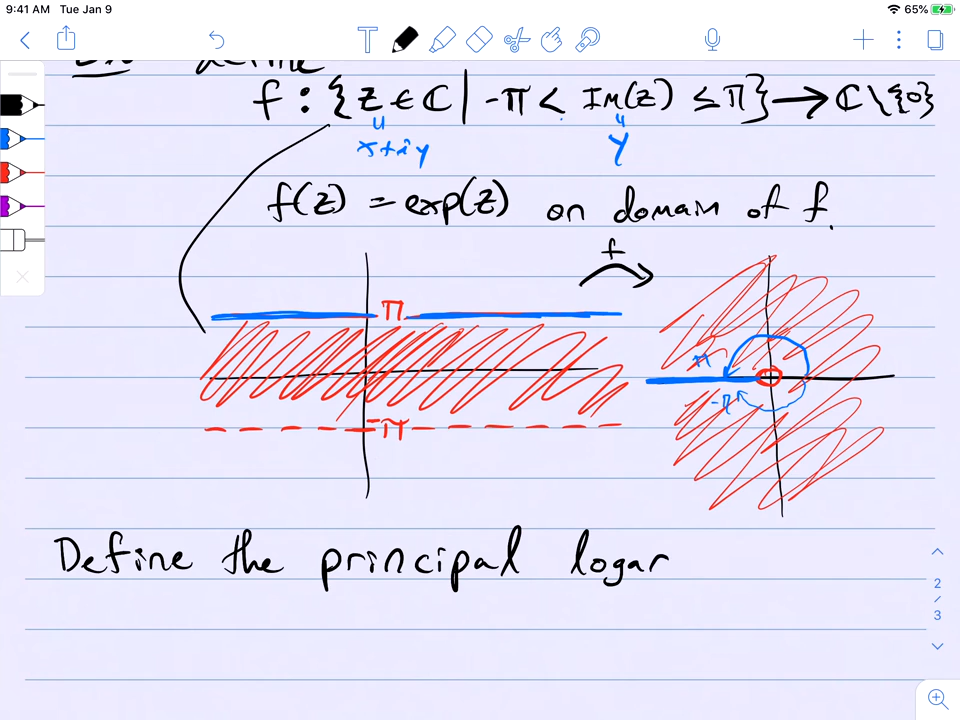 9:41 AM Tue Jan 9 65%
define
f : {z ∈ ℂ | -π < Im(z) ≤ π} → ℂ \ {0}
x+iy y
f(z) = exp(z) on domain of f.
f
π
π
-π
-π
Define the principal logar
2
/
3